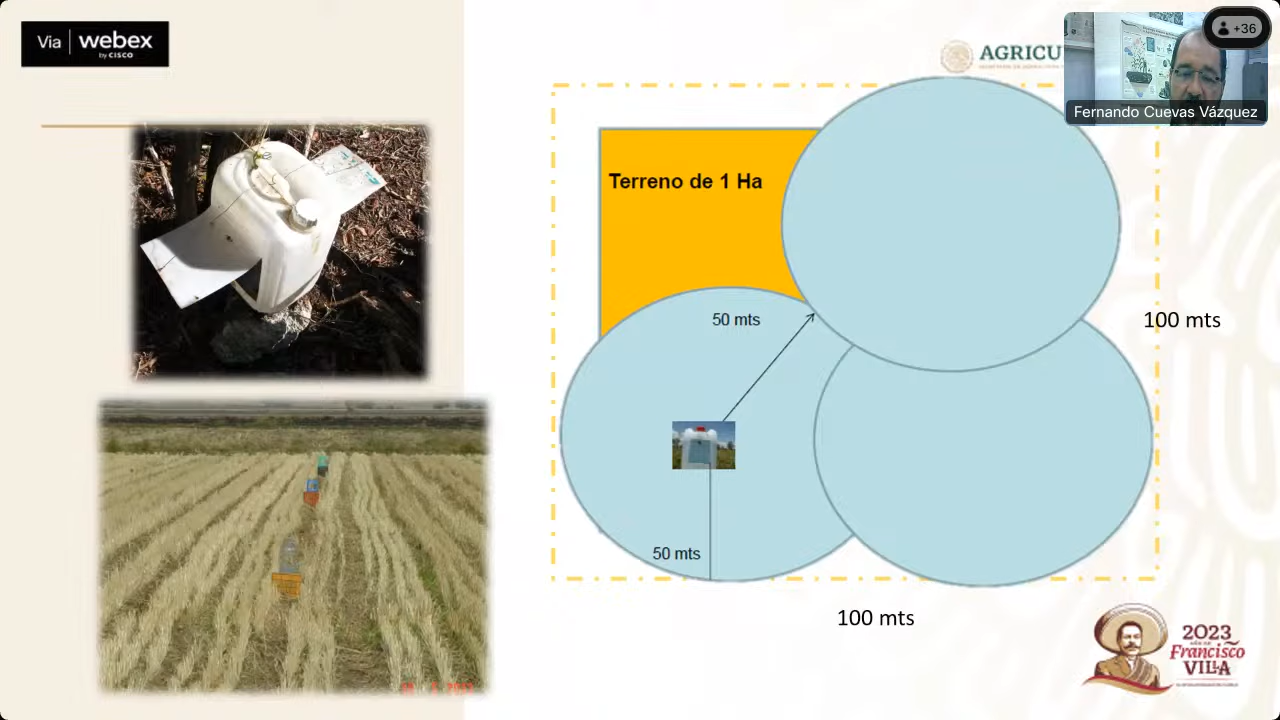 Via webex
by CISCO
+36
AGRICU
Fernando Cuevas Vázquez
Terreno de 1 Ha
50 mts
100 mts
50 mts
100 mts
2023
Francisco
VILLA